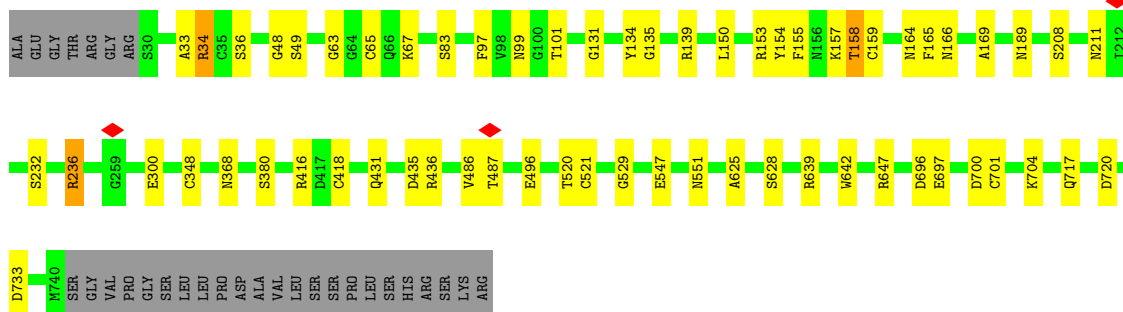 ALA GLU GLY THR ARG GLY ARG S30 A33 R34 C35 S36 G48 S49 G63 G64 C65 Q66 K67 S83 F97 V98 N99 G100 T101 G131 Y134 G135 R139 L150 R153 Y154 F155 N156 K157 T158 C159 N164 F165 N166 A169 N189 S208 N211 I212
S232 R236 G259 E300 C348 N368 S380 R416 D417 C418 Q431 D435 R436 V486 T487 E496 T520 C521 G529 E547 N551 A625 S628 R639 W642 R647 D696 E697 D700 C701 K704 Q717 D720
D733 M740 SER GLY VAL PRO GLY SER LEU LEU PRO ASP ALA VAL LEU SER SER PRO LEU SER HIS ARG SER LYS ARG